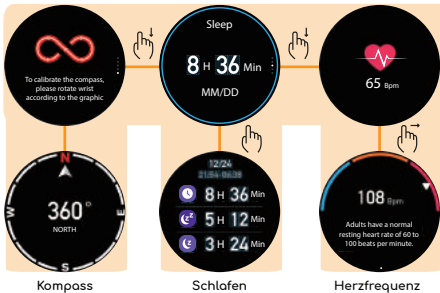 To calibrate the compass,
please rotate wrist
according to the graphic
Sleep
8 H 36 Min
MM/DD
65 Bpm
N
W
E
S
360°
NORTH
12/24
21:54-06:38
8 H 36 Min
5 H 12 Min
3 H 24 Min
108 Bpm
Adults have a normal
resting heart rate of 60 to
100 beats per minute.
Kompass
Schlafen
Herzfrequenz